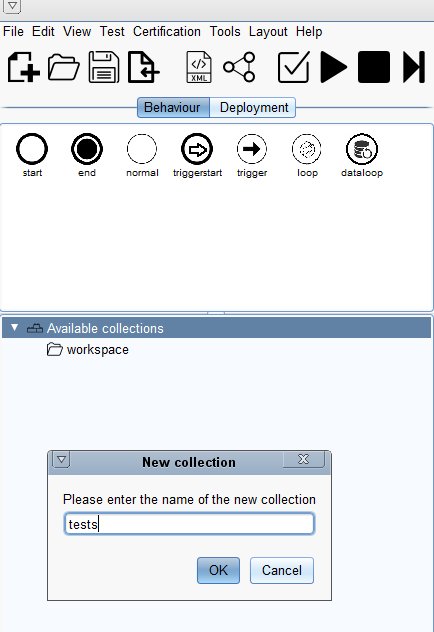 File Edit View Test Certification Tools Layout Help
XML
Behaviour Deployment
start end normal triggerstart trigger loop dataloop
Available collections
workspace
New collection
Please enter the name of the new collection
tests
OK Cancel